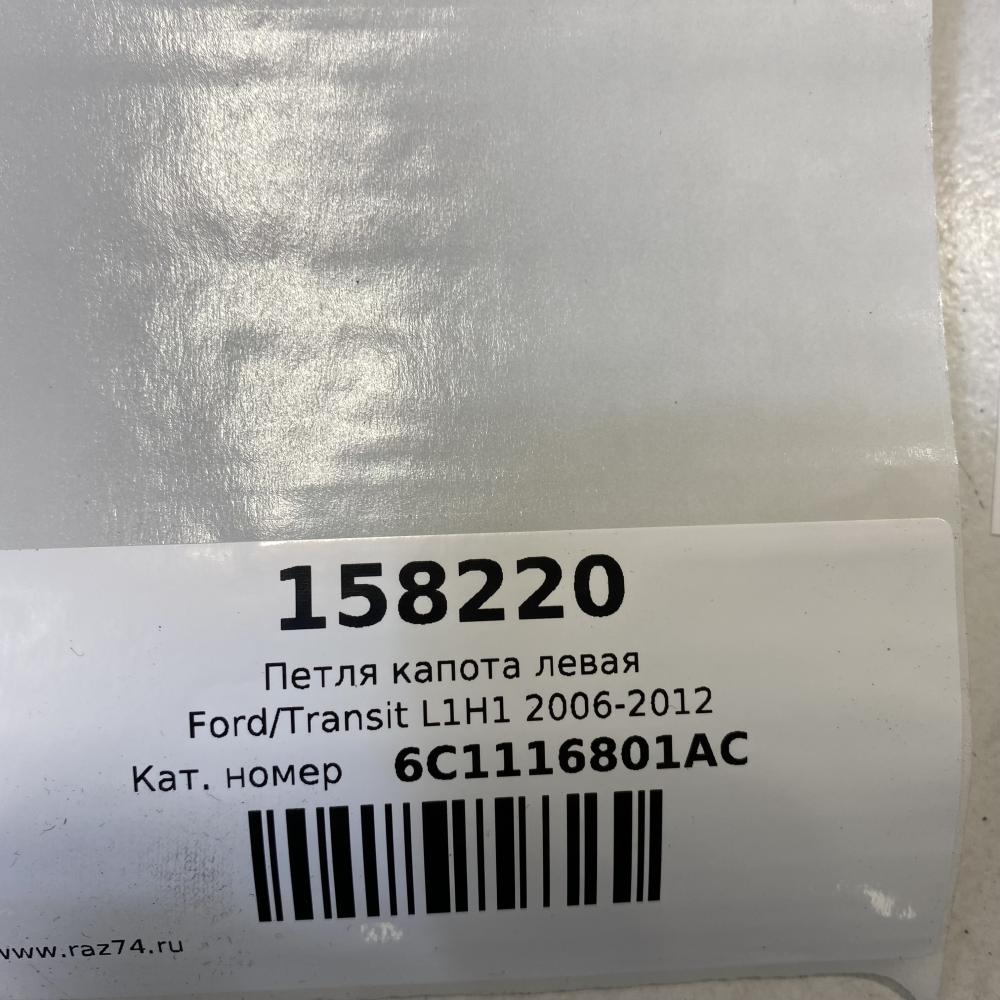 158220
Петля капота левая
Ford/Transit L1H1 2006-2012
Кат. номер 6C1116801AC
www.raz74.ru